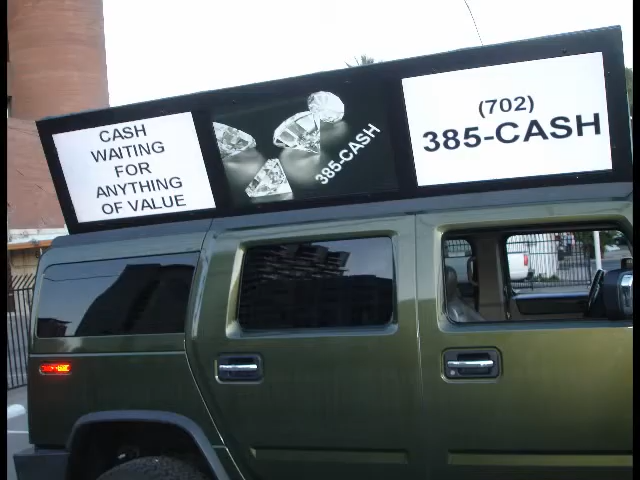 CASH
WAITING
FOR
ANYTHING
OF VALUE
385-CASH
(702)
385-CASH